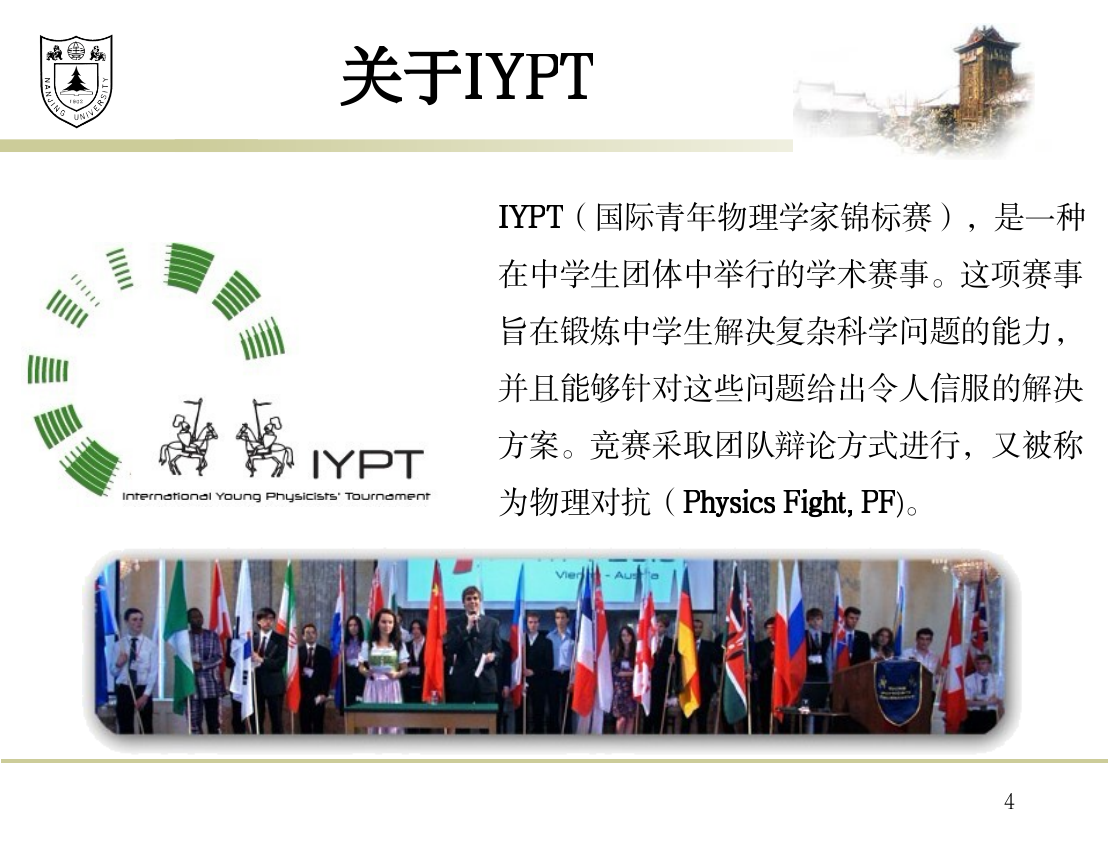 NANJING UNIVERSITY
1902
关于IYPT
IYPT（国际青年物理学家锦标赛），是一种
在中学生团体中举行的学术赛事。这项赛事
旨在锻炼中学生解决复杂科学问题的能力，
并且能够针对这些问题给出令人信服的解决
方案。竞赛采取团队辩论方式进行，又被称
为物理对抗（Physics Fight, PF)。
IYPT
International Young Physicists' Tournament
Vienna - Austria
4